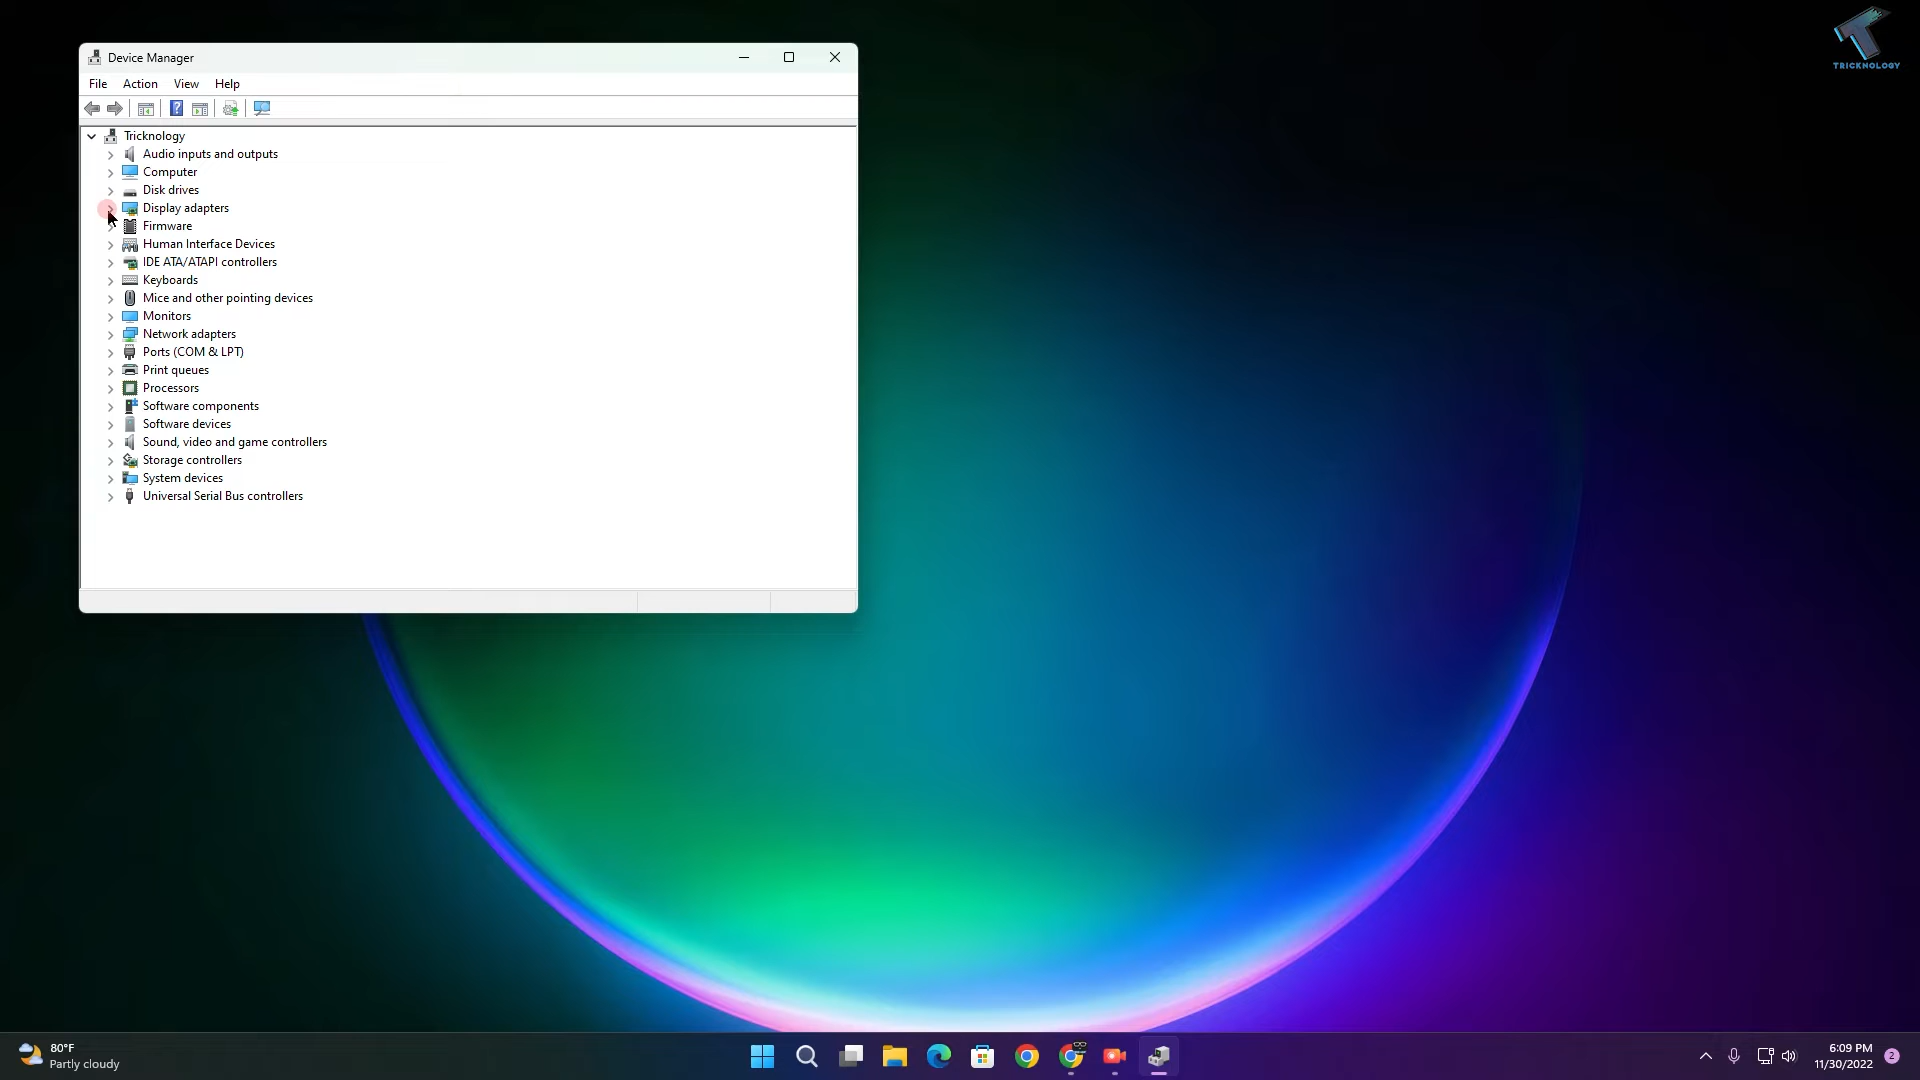 TRICKNOLOGY
Device Manager
File Action View Help
Tricknology
Audio inputs and outputs
Computer
Disk drives
Display adapters
Firmware
Human Interface Devices
IDE ATA/ATAPI controllers
Keyboards
Mice and other pointing devices
Monitors
Network adapters
Ports (COM & LPT)
Print queues
Processors
Software components
Software devices
Sound, video and game controllers
Storage controllers
System devices
Universal Serial Bus controllers
80°F
Partly cloudy
6:09 PM
11/30/2022
2